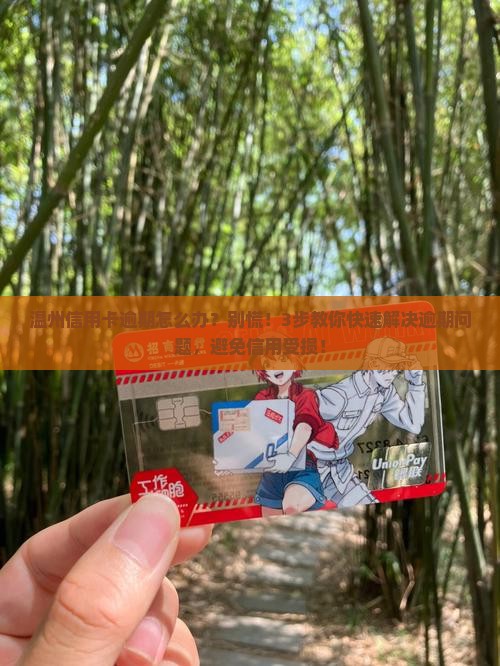 温州信用卡逾期怎么办？别慌！3步教你快速解决逾期问
题，避免信用受损！
招商银行
工作细胞
UnionPay
银联